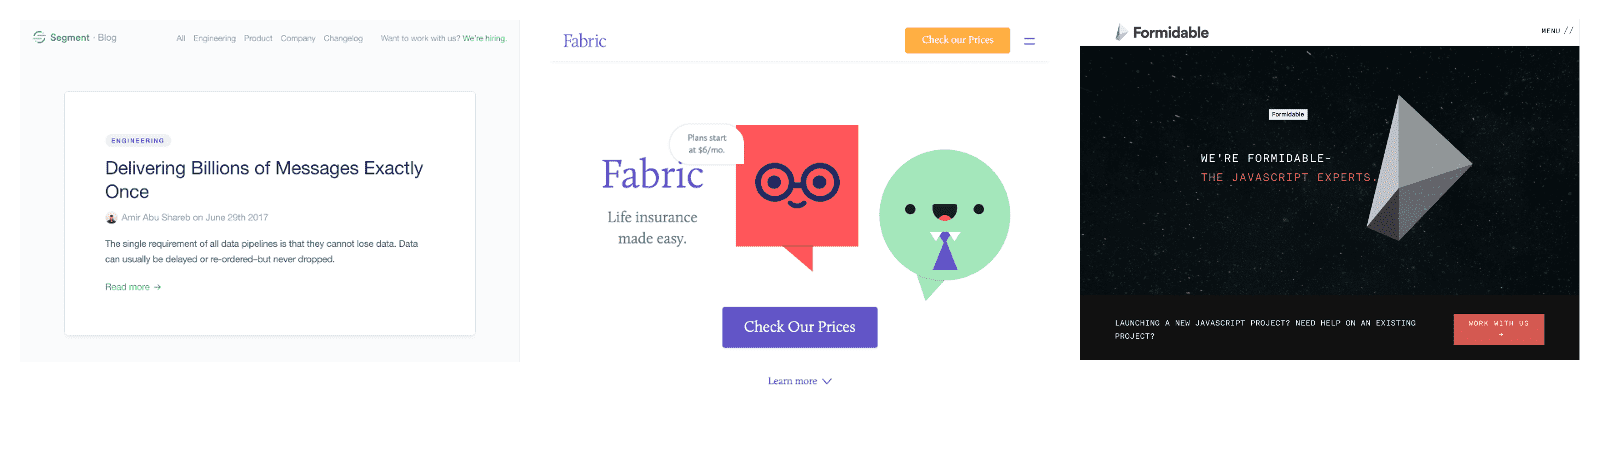 Segment · Blog
All Engineering Product Company Changelog Want to work with us? We're hiring.
ENGINEERING
Delivering Billions of Messages Exactly
Once
Amir Abu Shareb on June 29th 2017
The single requirement of all data pipelines is that they cannot lose data. Data
can usually be delayed or re-ordered–but never dropped.
Read more →
Fabric
Check our Prices
Plans start
at $6/mo.
Fabric
Life insurance
made easy.
Check Our Prices
Learn more
Formidable
MENU //
Formidable
WE'RE FORMIDABLE-
THE JAVASCRIPT EXPERTS.
LAUNCHING A NEW JAVASCRIPT PROJECT? NEED HELP ON AN EXISTING
PROJECT?
WORK WITH US
→